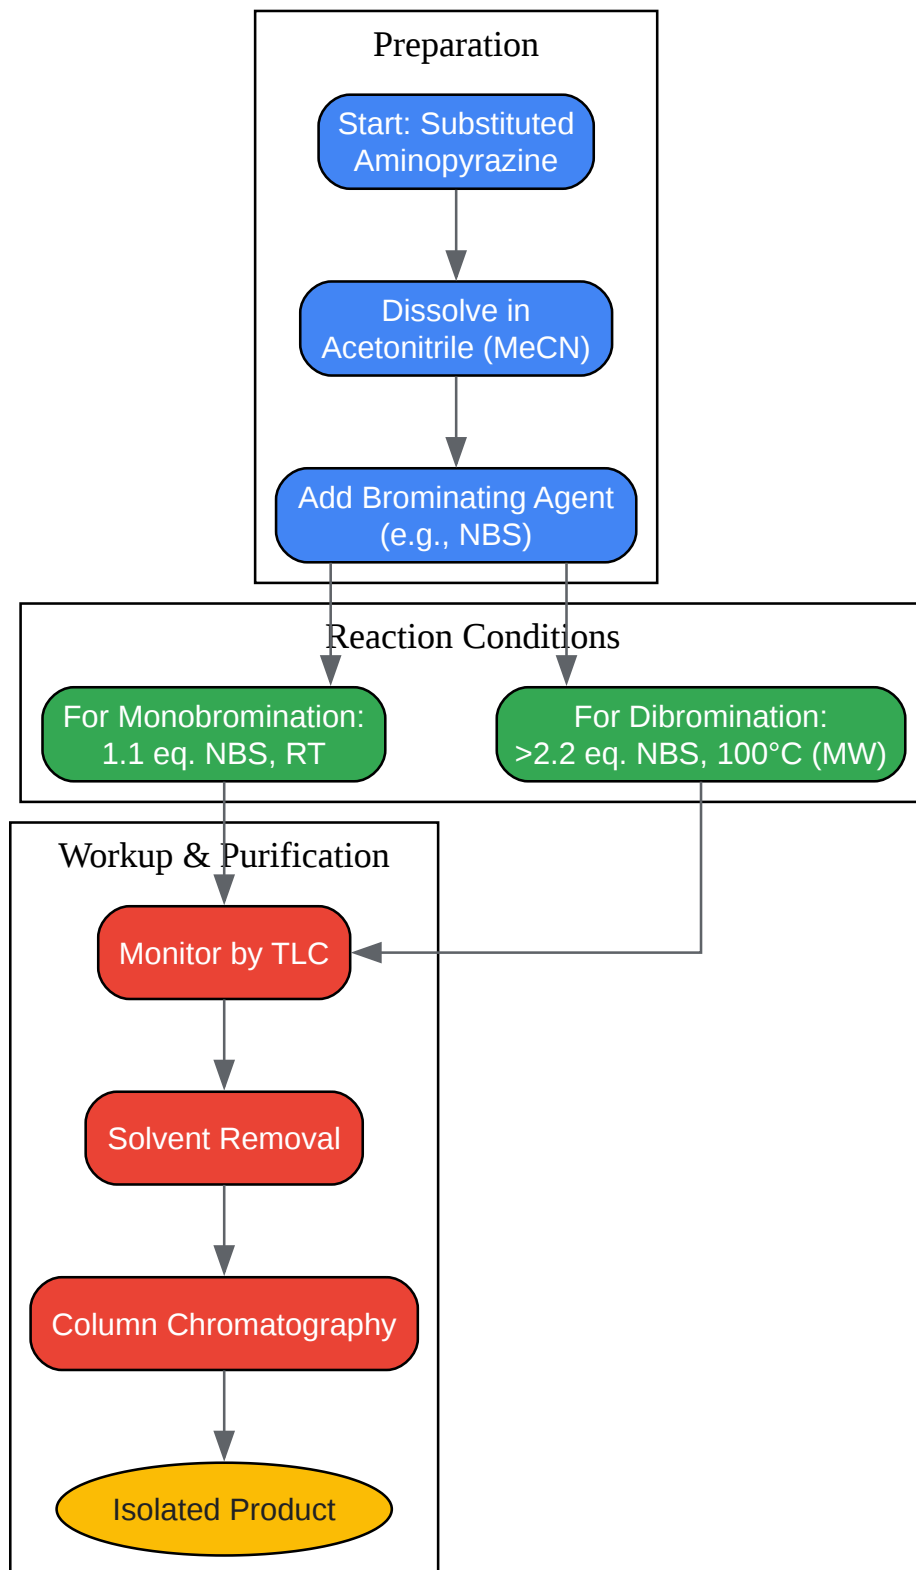 Preparation
Start: Substituted
Aminopyrazine
Dissolve in
Acetonitrile (MeCN)
Add Brominating Agent
(e.g., NBS)
Reaction Conditions
For Monobromination:
1.1 eq. NBS, RT
For Dibromination:
>2.2 eq. NBS, 100°C (MW)
Workup & Purification
Monitor by TLC
Solvent Removal
Column Chromatography
Isolated Product